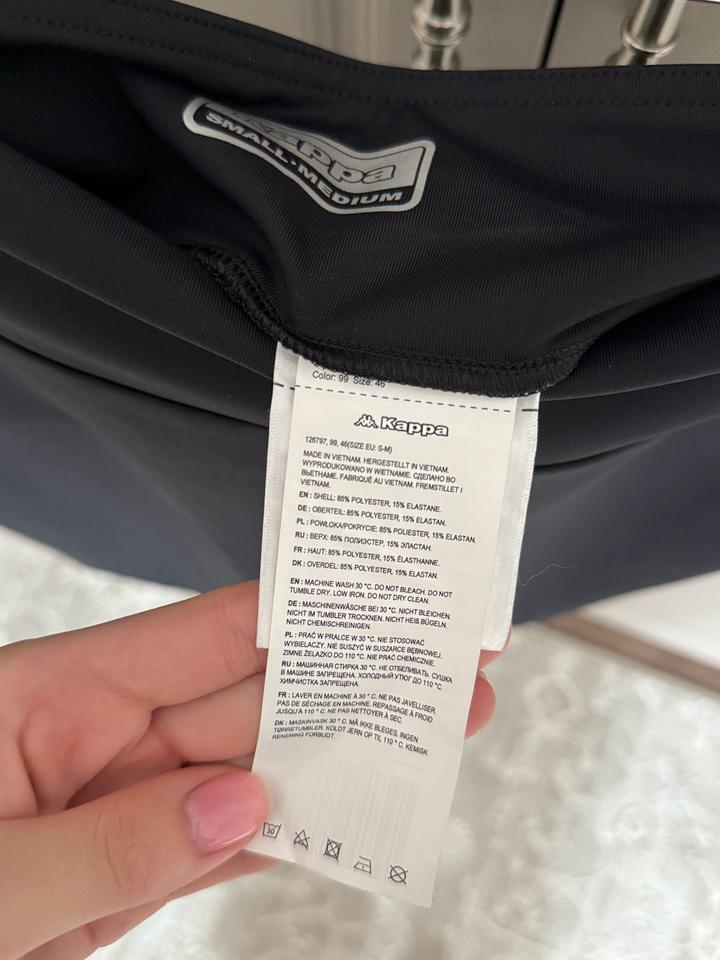 Kappa
SMALL·MEDIUM
Color: 99 Size: 46
Kappa
126797, 99, 46(SIZE EU: S-M)
MADE IN VIETNAM. HERGESTELLT IN VIETNAM.
WYPRODUKOWANO W WIETNAMIE. СДЕЛАНО ВО
ВЬЕТНАМЕ. FABRIQUÉ AU VIETNAM. FREMSTILLET I
VIETNAM.
EN : SHELL: 85% POLYESTER, 15% ELASTANE.
DE : OBERTEIL: 85% POLYESTER, 15% ELASTAN.
PL : POWŁOKA/POKRYCIE: 85% POLIESTER, 15% ELASTAN.
RU : ВЕРХ: 85% ПОЛИЭСТЕР, 15% ЭЛАСТАН.
FR : HAUT: 85% POLYESTER, 15% ÉLASTHANNE.
DK : OVERDEL: 85% POLYESTER, 15% ELASTAN.
EN : MACHINE WASH 30 °C. DO NOT BLEACH. DO NOT
TUMBLE DRY. LOW IRON. DO NOT DRY CLEAN.
DE : MASCHINENWÄSCHE BEI 30 °C. NICHT BLEICHEN.
NICHT IM TUMBLER TROCKNEN. NICHT HEIß BÜGELN.
NICHT CHEMISCHREINIGEN.
PL : PRAĆ W PRALCE W 30 °C. NIE STOSOWAĆ
WYBIELACZY. NIE SUSZYĆ W SUSZARCE BĘBNOWEJ.
ZIMNE ŻELAZKO DO 110 °C. NIE PRAĆ CHEMICZNIE.
RU : МАШИННАЯ СТИРКА 30 °C. НЕ ОТБЕЛИВАТЬ. СУШКА
В МАШИНЕ ЗАПРЕЩЕНА. ХОЛОДНЫЙ УТЮГ ДО 110 °C.
ХИМЧИСТКА ЗАПРЕЩЕНА.
FR : LAVER EN MACHINE À 30 ° C. NE PAS JAVELLISER.
PAS DE SÉCHAGE EN MACHINE. REPASSAGE À FROID
JUSQU'À 110 ° C. NE PAS NETTOYER À SEC.
DK : MASKINVASK 30 ° C. MÅ IKKE BLEGES, INGEN
TØRRETUMBLER. KOLDT JERN OP TIL 110 ° C. KEMISK
RENSNING FORBUDT.
30